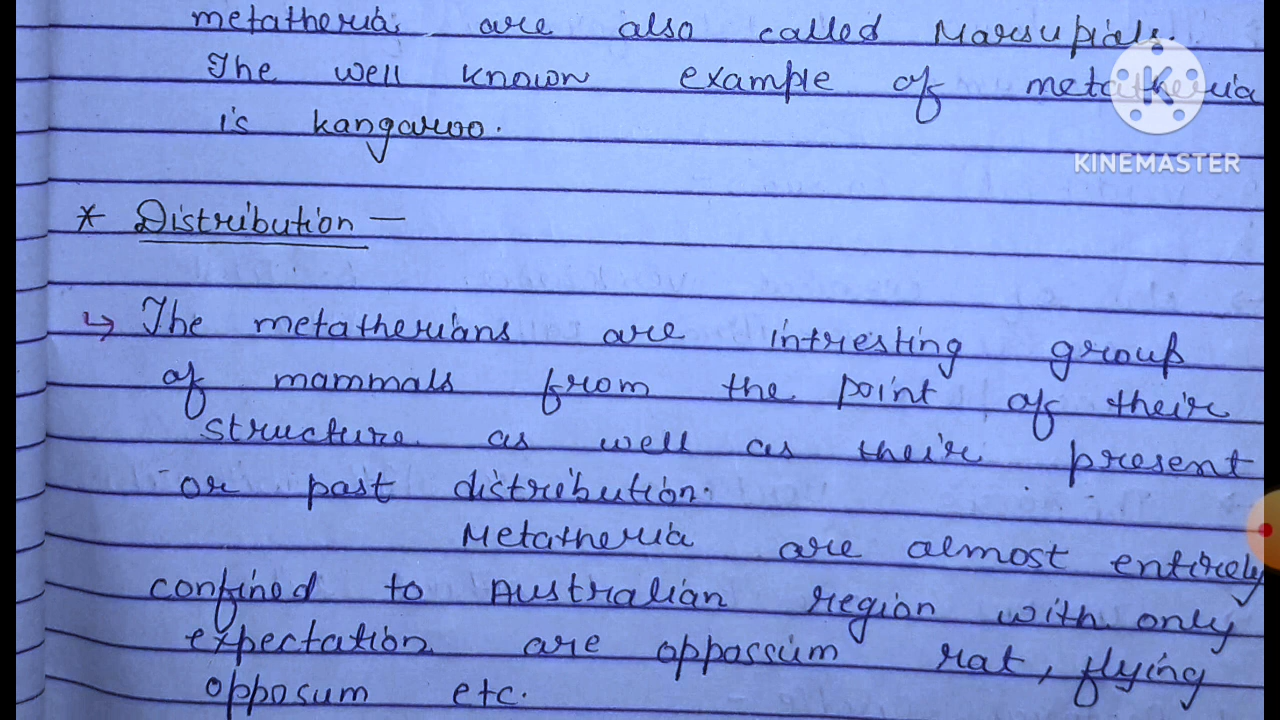 metatheria are also called Marsupials.
The well known example of metatheria
is kangaroo.
KINEMASTER
* Distribution —
↳ The metatherians are intresting group
of mammals from the point of their
structure as well as their present
or past distribution.
Metatheria are almost entirely
confined to Australian region with only
expectation are oppossum rat, flying
opposum etc.